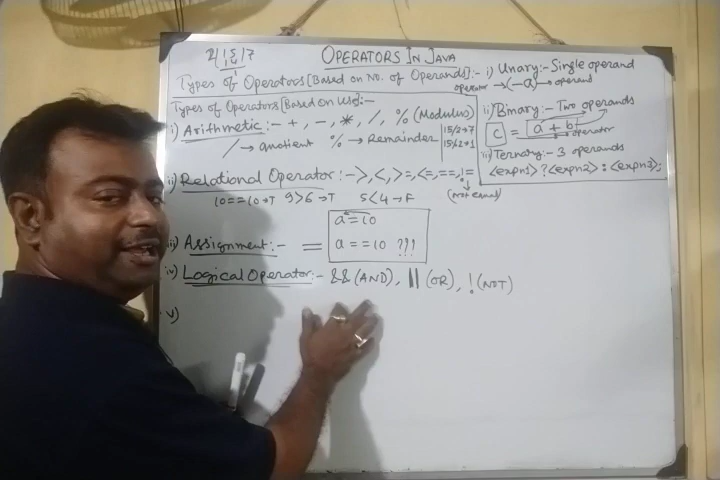 OPERATORS IN JAVA
Types of Operators[Based on No. of Operands]:- i) Unary:- Single operand
operator → (-a) → operand
Types of Operators[Based on Use]:-
i) Arithmetic:- +, -, *, /, % (Modulus)
/ → quotient % → Remainder
15/2→7
15%2→1
ii) Binary:- Two operands
c = a + b operator
iii) Ternary:- 3 operands
<expn1> ? <expn2> : <expn3>;
ii) Relational Operator:- >, <, >=, <=, ==, !=
(not equal)
10==10→T 9>6→T 5<4→F
iii) Assignment:- =
a=10
a==10 ???
iv) Logical Operator:- && (AND), || (OR), ! (NOT)
v)